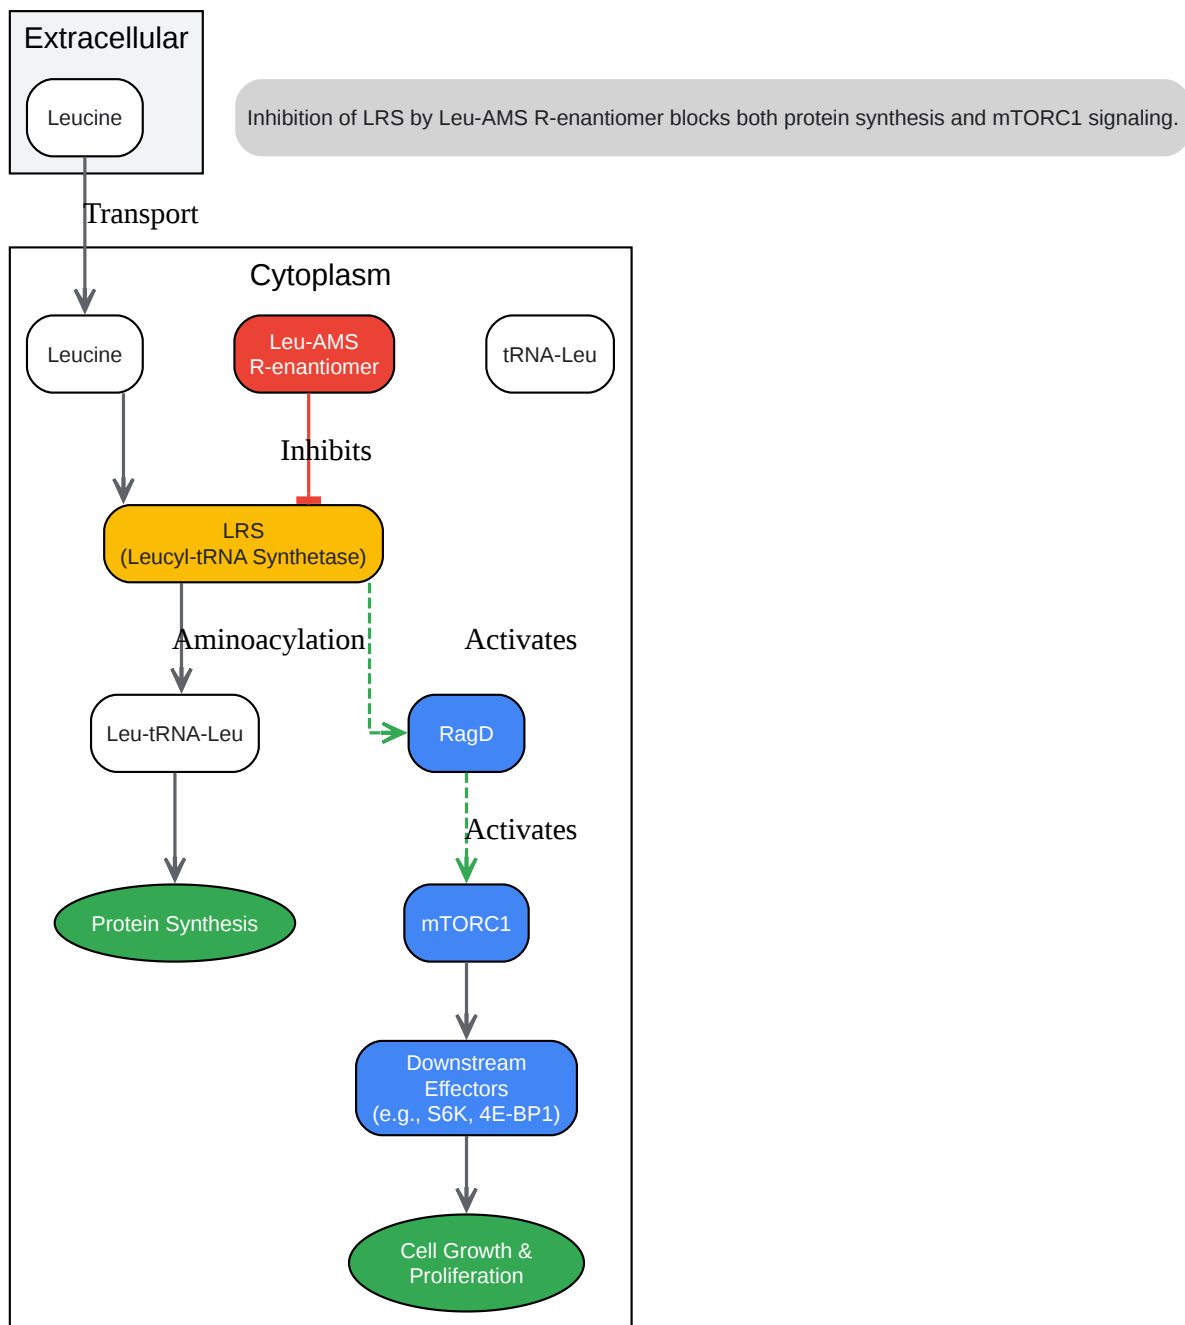 Extracellular
Leucine
Inhibition of LRS by Leu-AMS R-enantiomer blocks both protein synthesis and mTORC1 signaling.
Transport
Cytoplasm
Leucine
Leu-AMS
R-enantiomer
tRNA-Leu
Inhibits
LRS
(Leucyl-tRNA Synthetase)
Aminoacylation
Activates
Leu-tRNA-Leu
RagD
Activates
Protein Synthesis
mTORC1
Downstream
Effectors
(e.g., S6K, 4E-BP1)
Cell Growth &
Proliferation